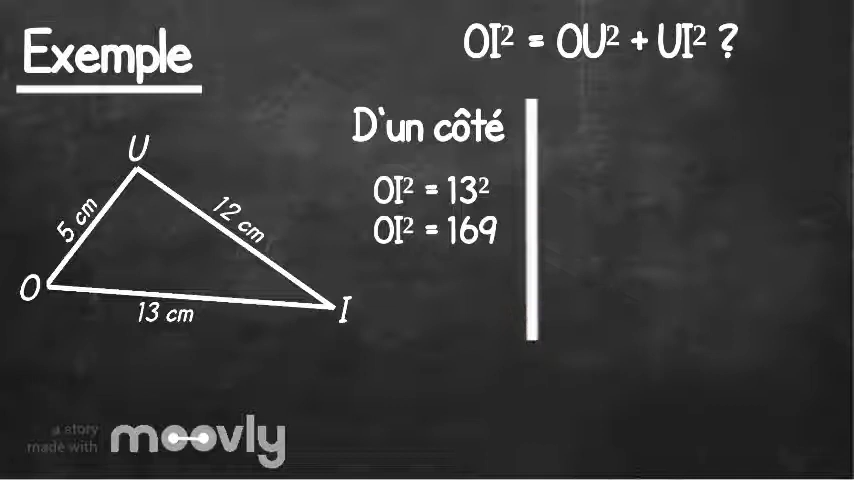 Exemple
OI² = OU² + UI² ?
D'un côté
OI² = 13²
OI² = 169
U
5 cm
12 cm
O
13 cm
I
a story
made with
moovly